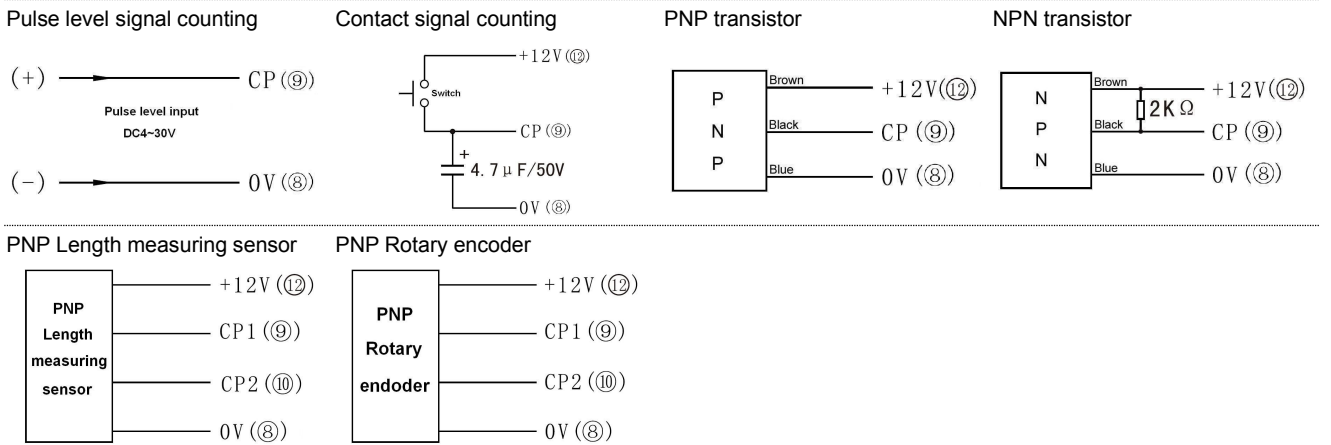 Pulse level signal counting
(+)
CP(⑨)
Pulse level input
DC4~30V
(-)
0V(⑧)
Contact signal counting
+12V(⑫)
Switch
CP(⑨)
+
4.7μF/50V
0V(⑧)
PNP transistor
P
N
P
Brown
+12V(⑫)
Black
CP(⑨)
Blue
0V(⑧)
NPN transistor
N
P
N
Brown
+12V(⑫)
2KΩ
Black
CP(⑨)
Blue
0V(⑧)
PNP Length measuring sensor
PNP
Length
measuring
sensor
+12V(⑫)
CP1(⑨)
CP2(⑩)
0V(⑧)
PNP Rotary encoder
PNP
Rotary
endoder
+12V(⑫)
CP1(⑨)
CP2(⑩)
0V(⑧)